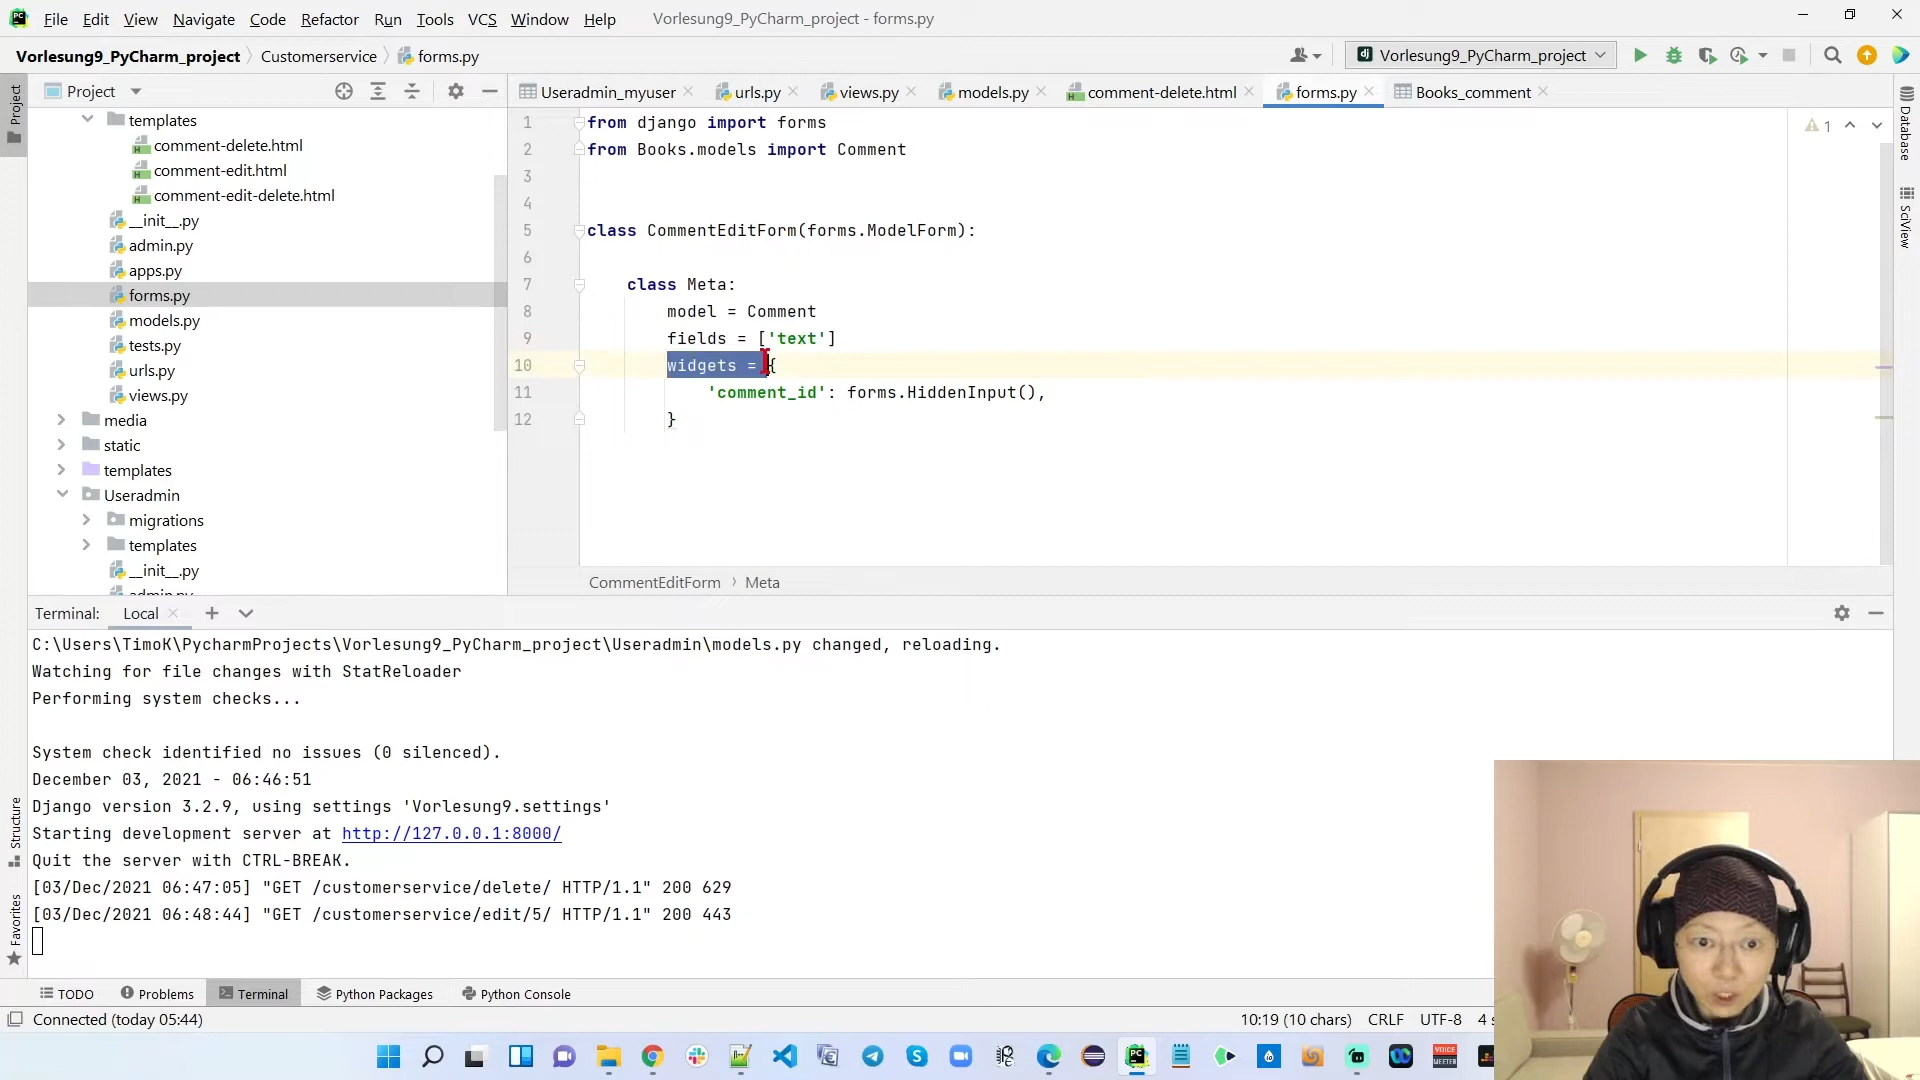 File Edit View Navigate Code Refactor Run Tools VCS Window Help Vorlesung9_PyCharm_project - forms.py
Vorlesung9_PyCharm_project Customerservice forms.py Vorlesung9_PyCharm_project
Project
Useradmin_myuser urls.py views.py models.py comment-delete.html forms.py Books_comment
templates
comment-delete.html
comment-edit.html
comment-edit-delete.html
__init__.py
admin.py
apps.py
forms.py
models.py
tests.py
urls.py
views.py
media
static
templates
Useradmin
migrations
templates
__init__.py
1 from django import forms
2 from Books.models import Comment
3
4
5 class CommentEditForm(forms.ModelForm):
6
7 class Meta:
8 model = Comment
9 fields = ['text']
10 widgets = {
11 'comment_id': forms.HiddenInput(),
12 }
1
CommentEditForm Meta
Project
Structure
Favorites
Database
SciView
Terminal: Local
C:\Users\TimoK\PycharmProjects\Vorlesung9_PyCharm_project\Useradmin\models.py changed, reloading.
Watching for file changes with StatReloader
Performing system checks...
System check identified no issues (0 silenced).
December 03, 2021 - 06:46:51
Django version 3.2.9, using settings 'Vorlesung9.settings'
Starting development server at http://127.0.0.1:8000/
Quit the server with CTRL-BREAK.
[03/Dec/2021 06:47:05] "GET /customerservice/delete/ HTTP/1.1" 200 629
[03/Dec/2021 06:48:44] "GET /customerservice/edit/5/ HTTP/1.1" 200 443
TODO Problems Terminal Python Packages Python Console
Connected (today 05:44) 10:19 (10 chars) CRLF UTF-8 4 s
VOICE
MEETER